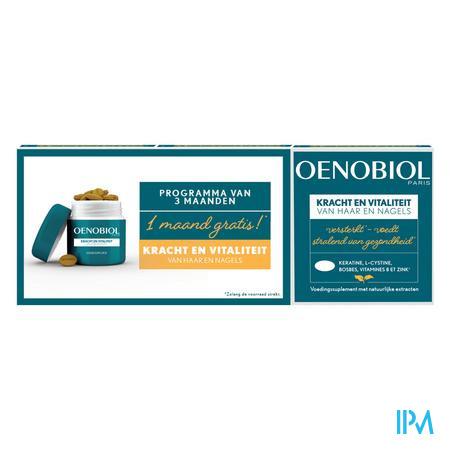 OENOBIOL
KRACHT EN VITALITEIT
PROGRAMMA VAN
3 MAANDEN
1 maand gratis!*
KRACHT EN VITALITEIT
VAN HAAR EN NAGELS
*Zolang de voorraad strekt.
OENOBIOL
PARIS
KRACHT EN VITALITEIT
VAN HAAR EN NAGELS
versterkt - voedt
stralend van gezondheid
KERATINE, L-CYSTINE,
BOSBES, VITAMINES B ET ZINK
Voedingssupplement met natuurlijke extracten
IPM